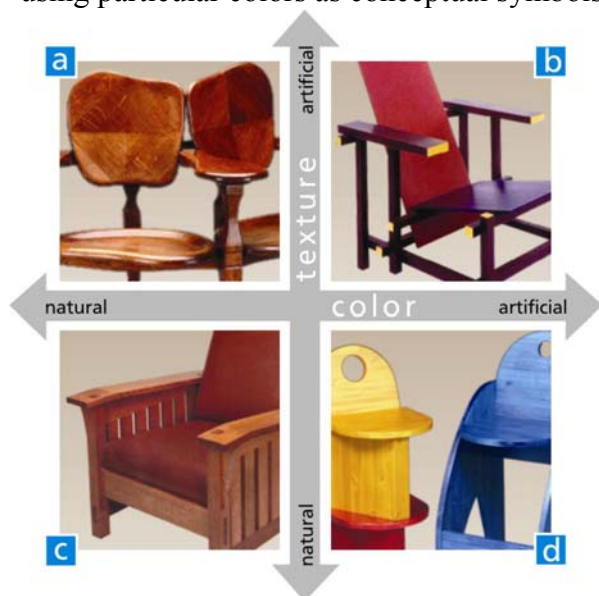 using particular colors as conceptual symbols
a
b
artificial
texture
natural
color
artificial
natural
c
d